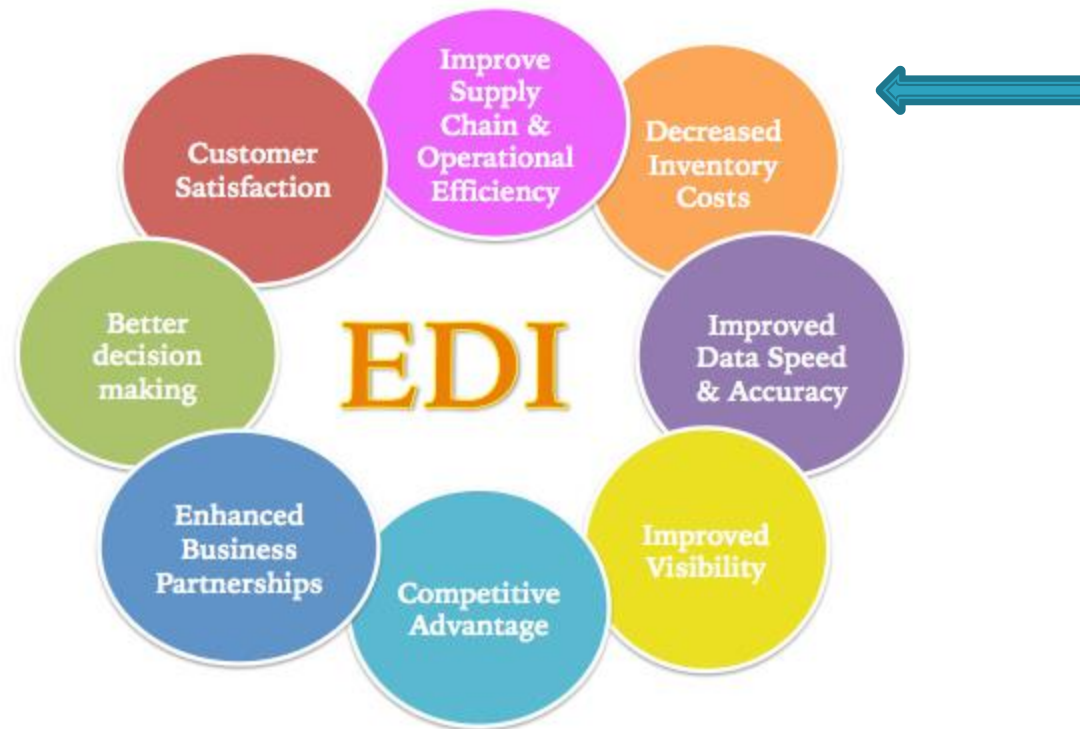 Improve
Supply
Chain &
Operational
Efficiency
Decreased
Inventory
Costs
Improved
Data Speed
& Accuracy
Improved
Visibility
Competitive
Advantage
Enhanced
Business
Partnerships
Better
decision
making
Customer
Satisfaction
EDI